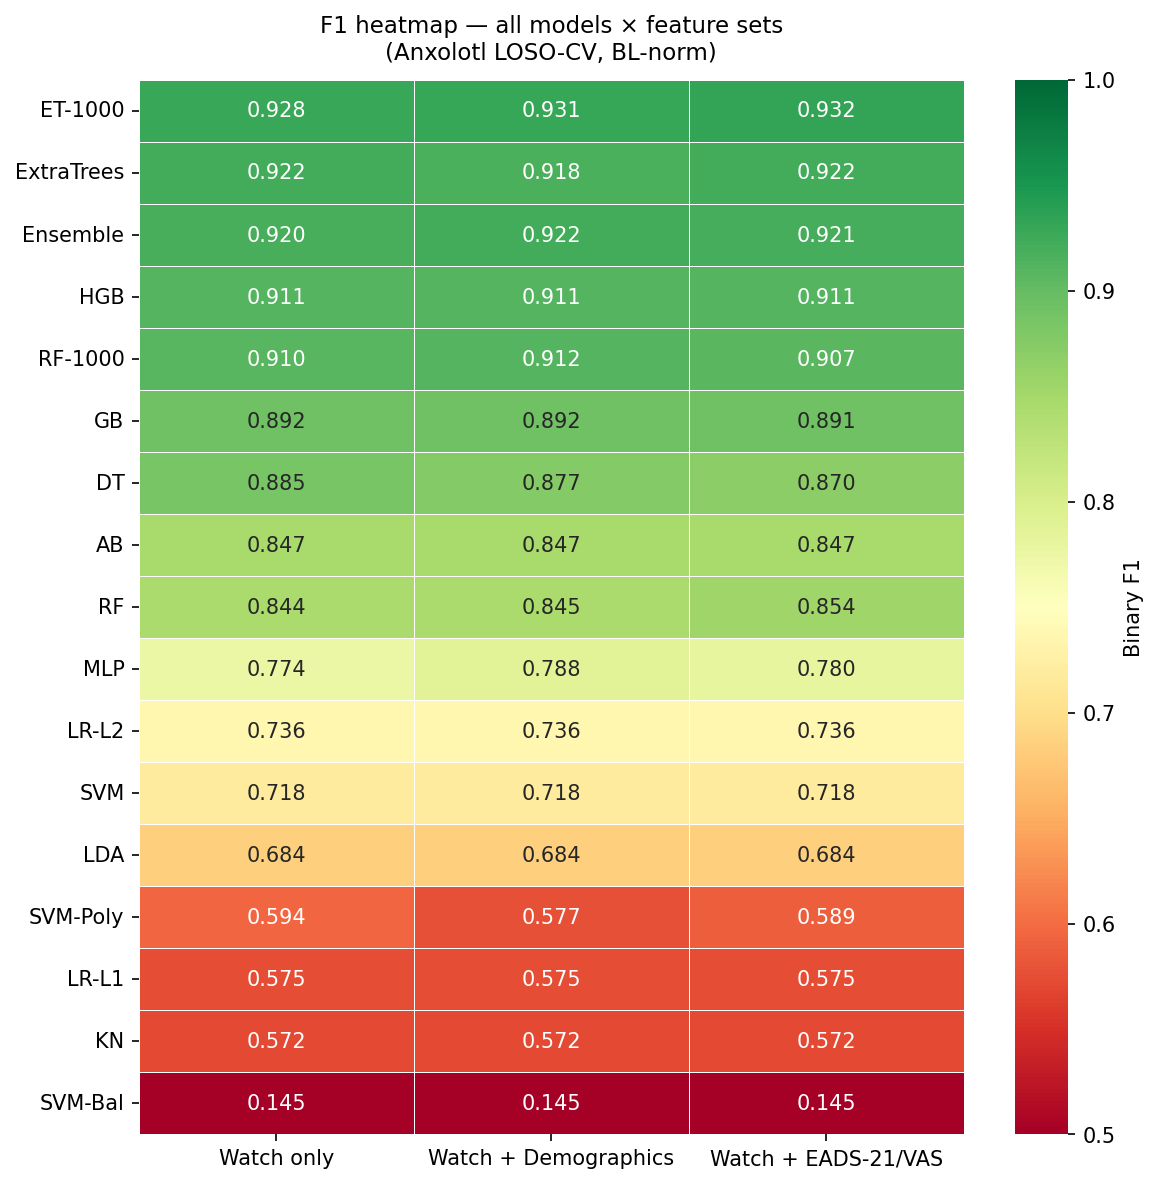 F1 heatmap — all models × feature sets
(Anxolotl LOSO-CV, BL-norm)
ET-1000 0.928 0.931 0.932
ExtraTrees 0.922 0.918 0.922
Ensemble 0.920 0.922 0.921
HGB 0.911 0.911 0.911
RF-1000 0.910 0.912 0.907
GB 0.892 0.892 0.891
DT 0.885 0.877 0.870
AB 0.847 0.847 0.847
RF 0.844 0.845 0.854
MLP 0.774 0.788 0.780
LR-L2 0.736 0.736 0.736
SVM 0.718 0.718 0.718
LDA 0.684 0.684 0.684
SVM-Poly 0.594 0.577 0.589
LR-L1 0.575 0.575 0.575
KN 0.572 0.572 0.572
SVM-Bal 0.145 0.145 0.145
Watch only Watch + Demographics Watch + EADS-21/VAS
1.0
0.9
0.8
0.7
0.6
0.5
Binary F1